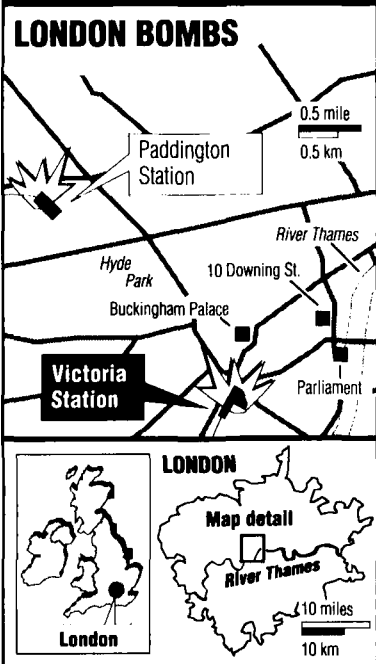 LONDON BOMBS
0.5 mile
0.5 km
Paddington
Station
River Thames
Hyde
Park
10 Downing St.
Buckingham Palace
Victoria
Station
Parliament
London
LONDON
Map detail
River Thames
10 miles
10 km